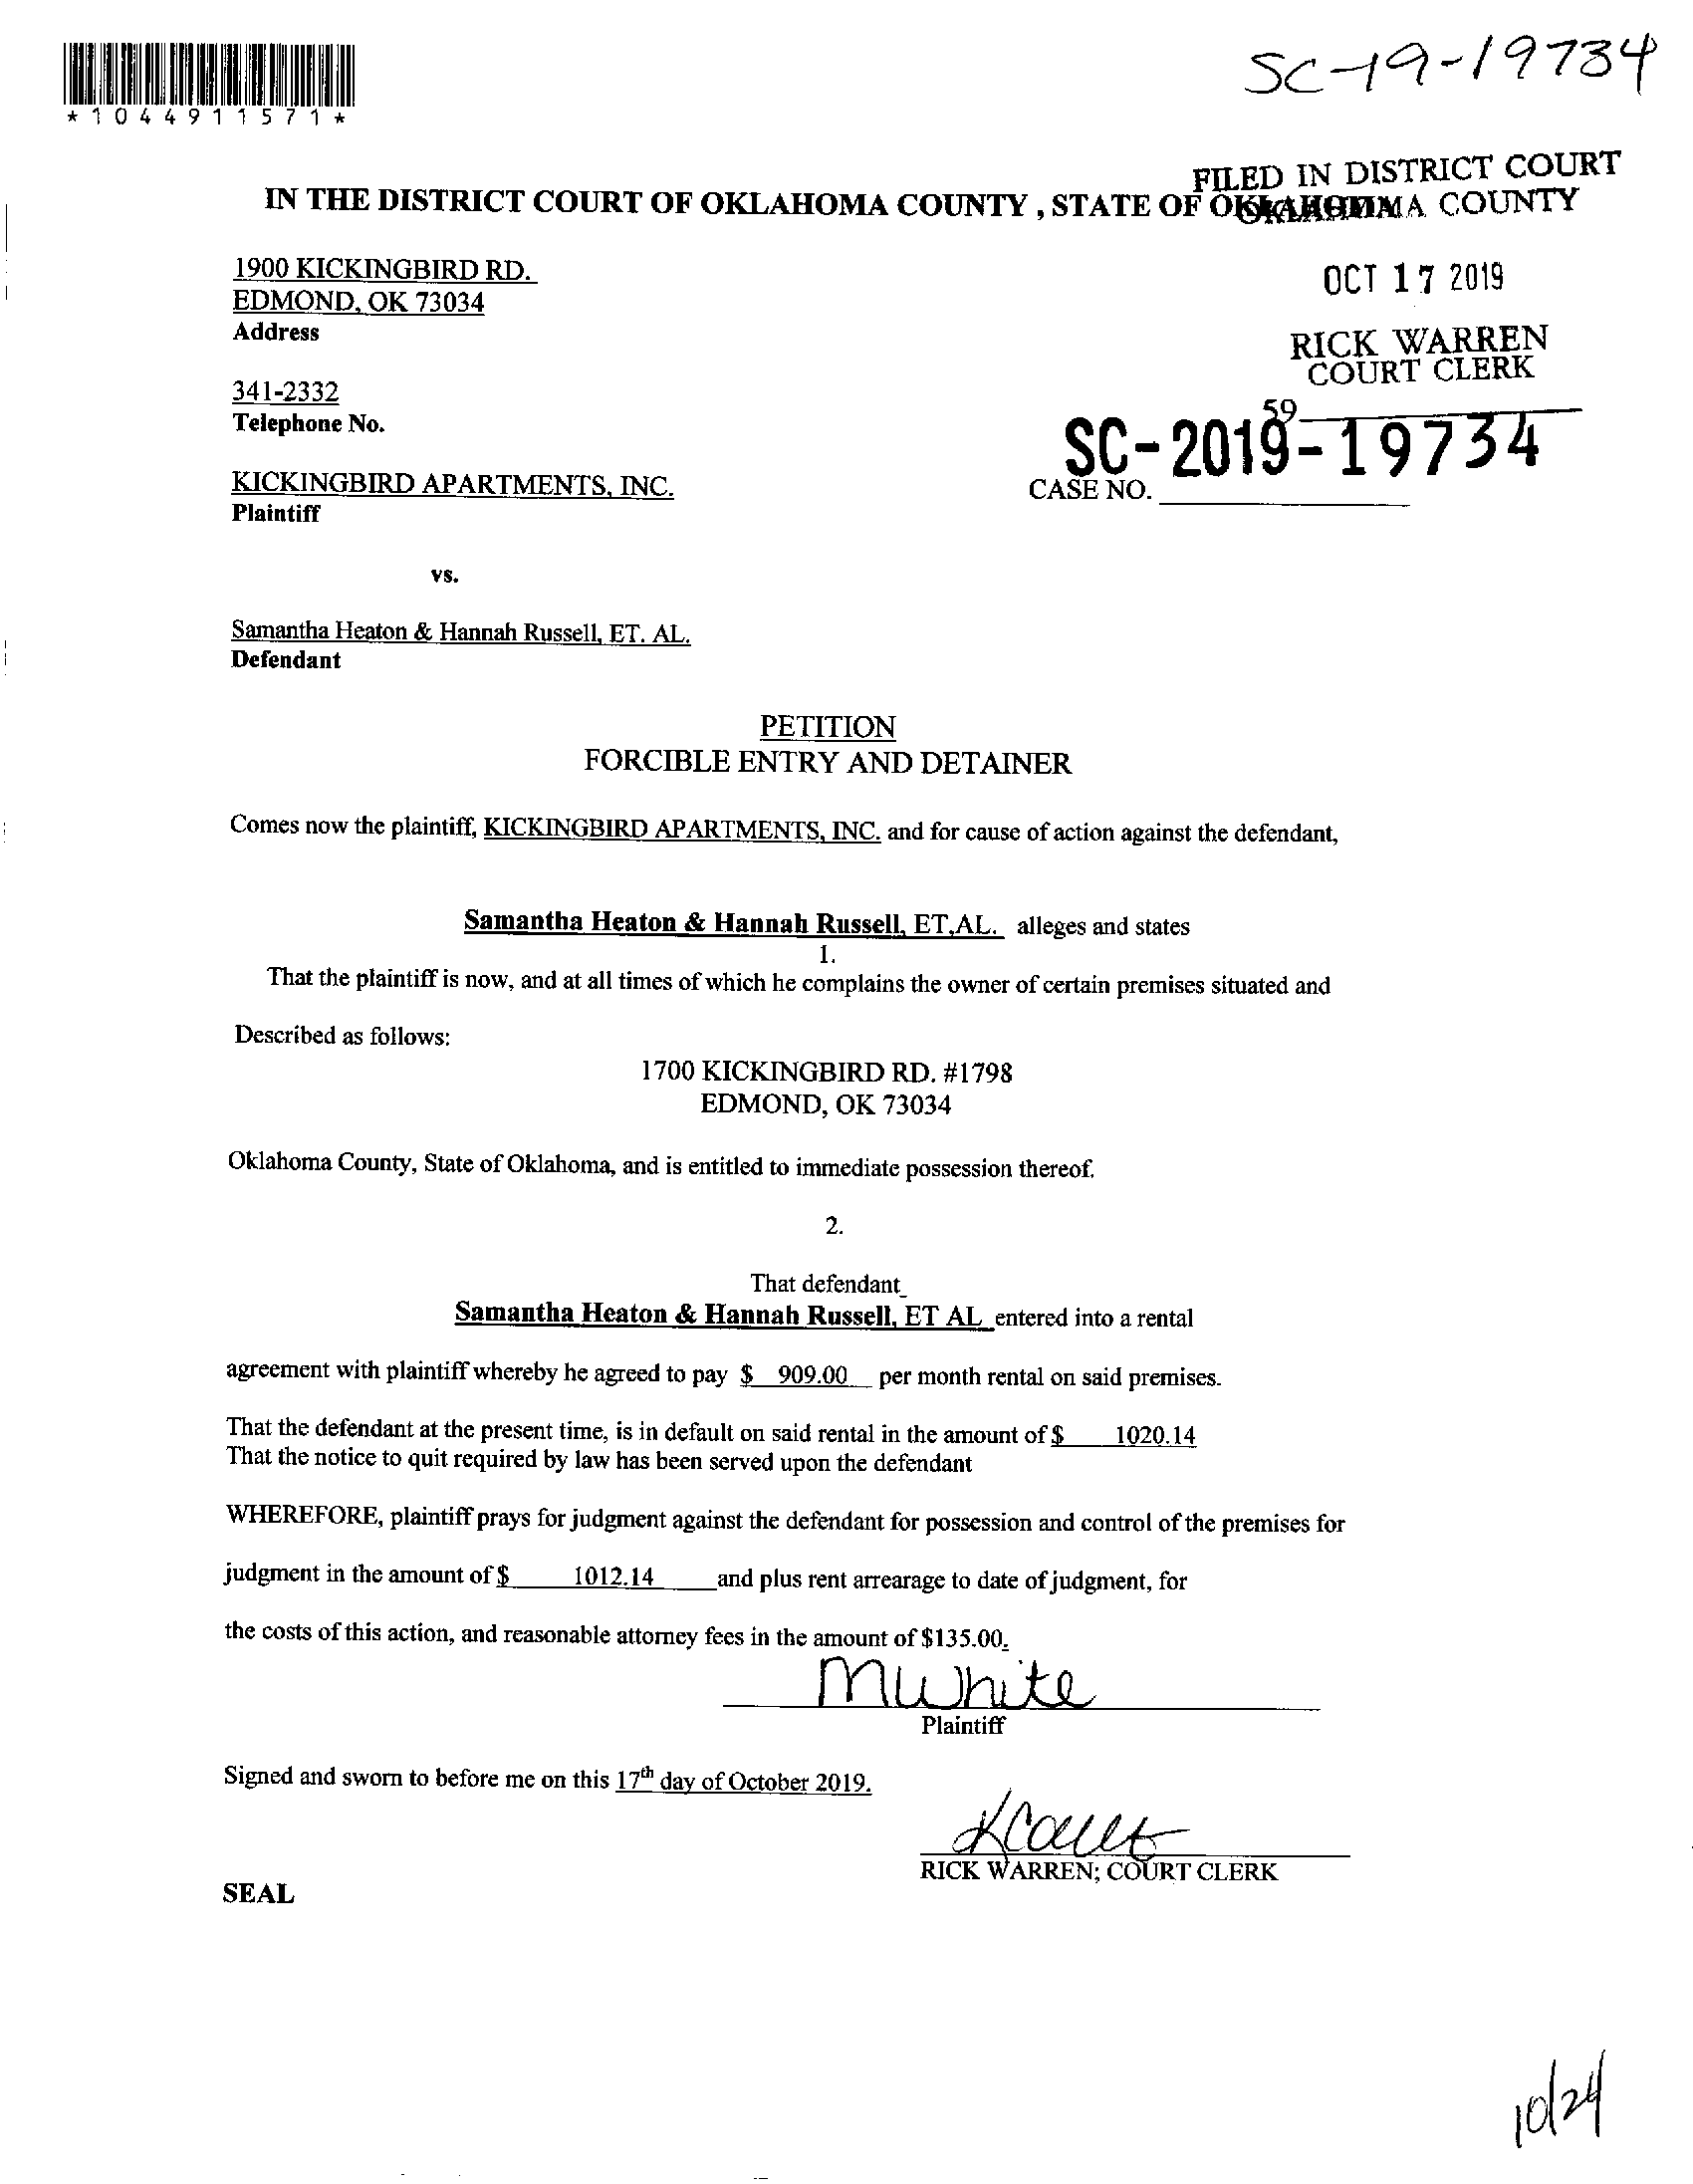 *1044911571*
SC-19-19734
FILED IN DISTRICT COURT
OKLAHOMA COUNTY
IN THE DISTRICT COURT OF OKLAHOMA COUNTY , STATE OF OKLAHOMA
1900 KICKINGBIRD RD.
EDMOND, OK 73034
Address
OCT 17 2019
RICK WARREN
COURT CLERK
341-2332
Telephone No.
59
SC-2019-19734
KICKINGBIRD APARTMENTS, INC.
CASE NO.
Plaintiff
vs.
Samantha Heaton & Hannah Russell, ET. AL.
Defendant
PETITION
FORCIBLE ENTRY AND DETAINER
Comes now the plaintiff, KICKINGBIRD APARTMENTS, INC. and for cause of action against the defendant,
Samantha Heaton & Hannah Russell, ET,AL. alleges and states
1.
That the plaintiff is now, and at all times of which he complains the owner of certain premises situated and
Described as follows:
1700 KICKINGBIRD RD. #1798
EDMOND, OK 73034
Oklahoma County, State of Oklahoma, and is entitled to immediate possession thereof.
2.
That defendant
Samantha Heaton & Hannah Russell, ET AL entered into a rental
agreement with plaintiff whereby he agreed to pay $ 909.00 per month rental on said premises.
That the defendant at the present time, is in default on said rental in the amount of $ 1020.14
That the notice to quit required by law has been served upon the defendant
WHEREFORE, plaintiff prays for judgment against the defendant for possession and control of the premises for
judgment in the amount of $ 1012.14 and plus rent arrearage to date of judgment, for
the costs of this action, and reasonable attorney fees in the amount of $135.00.
MWhite
Plaintiff
Signed and sworn to before me on this 17th day of October 2019.
RICK WARREN; COURT CLERK
SEAL
10/24